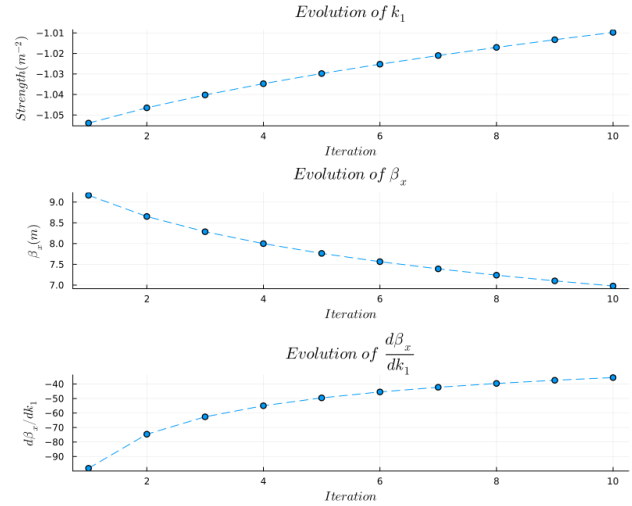 Evolution of k₁
Strength(m⁻²)
−1.01
−1.02
−1.03
−1.04
−1.05
2 4 6 8 10
Iteration
Evolution of βₓ
βₓ(m)
9.0
8.5
8.0
7.5
7.0
2 4 6 8 10
Iteration
Evolution of dβₓ/dk₁
dβₓ/dk₁
−40
−50
−60
−70
−80
−90
2 4 6 8 10
Iteration